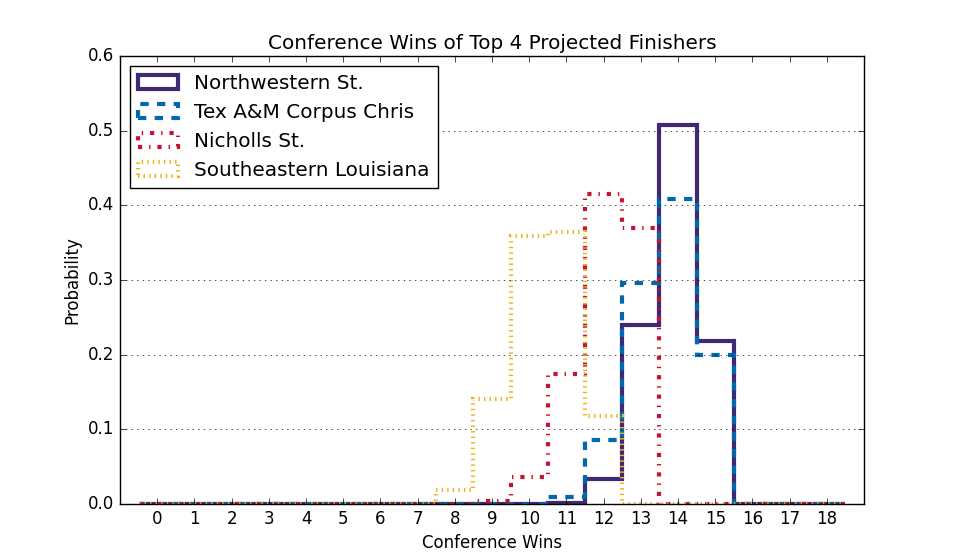 Conference Wins of Top 4 Projected Finishers
0.6
0.5
0.4
0.3
0.2
0.1
0.0
Probability
Northwestern St.
Tex A&M Corpus Chris
Nicholls St.
Southeastern Louisiana
0 1 2 3 4 5 6 7 8 9 10 11 12 13 14 15 16 17 18
Conference Wins